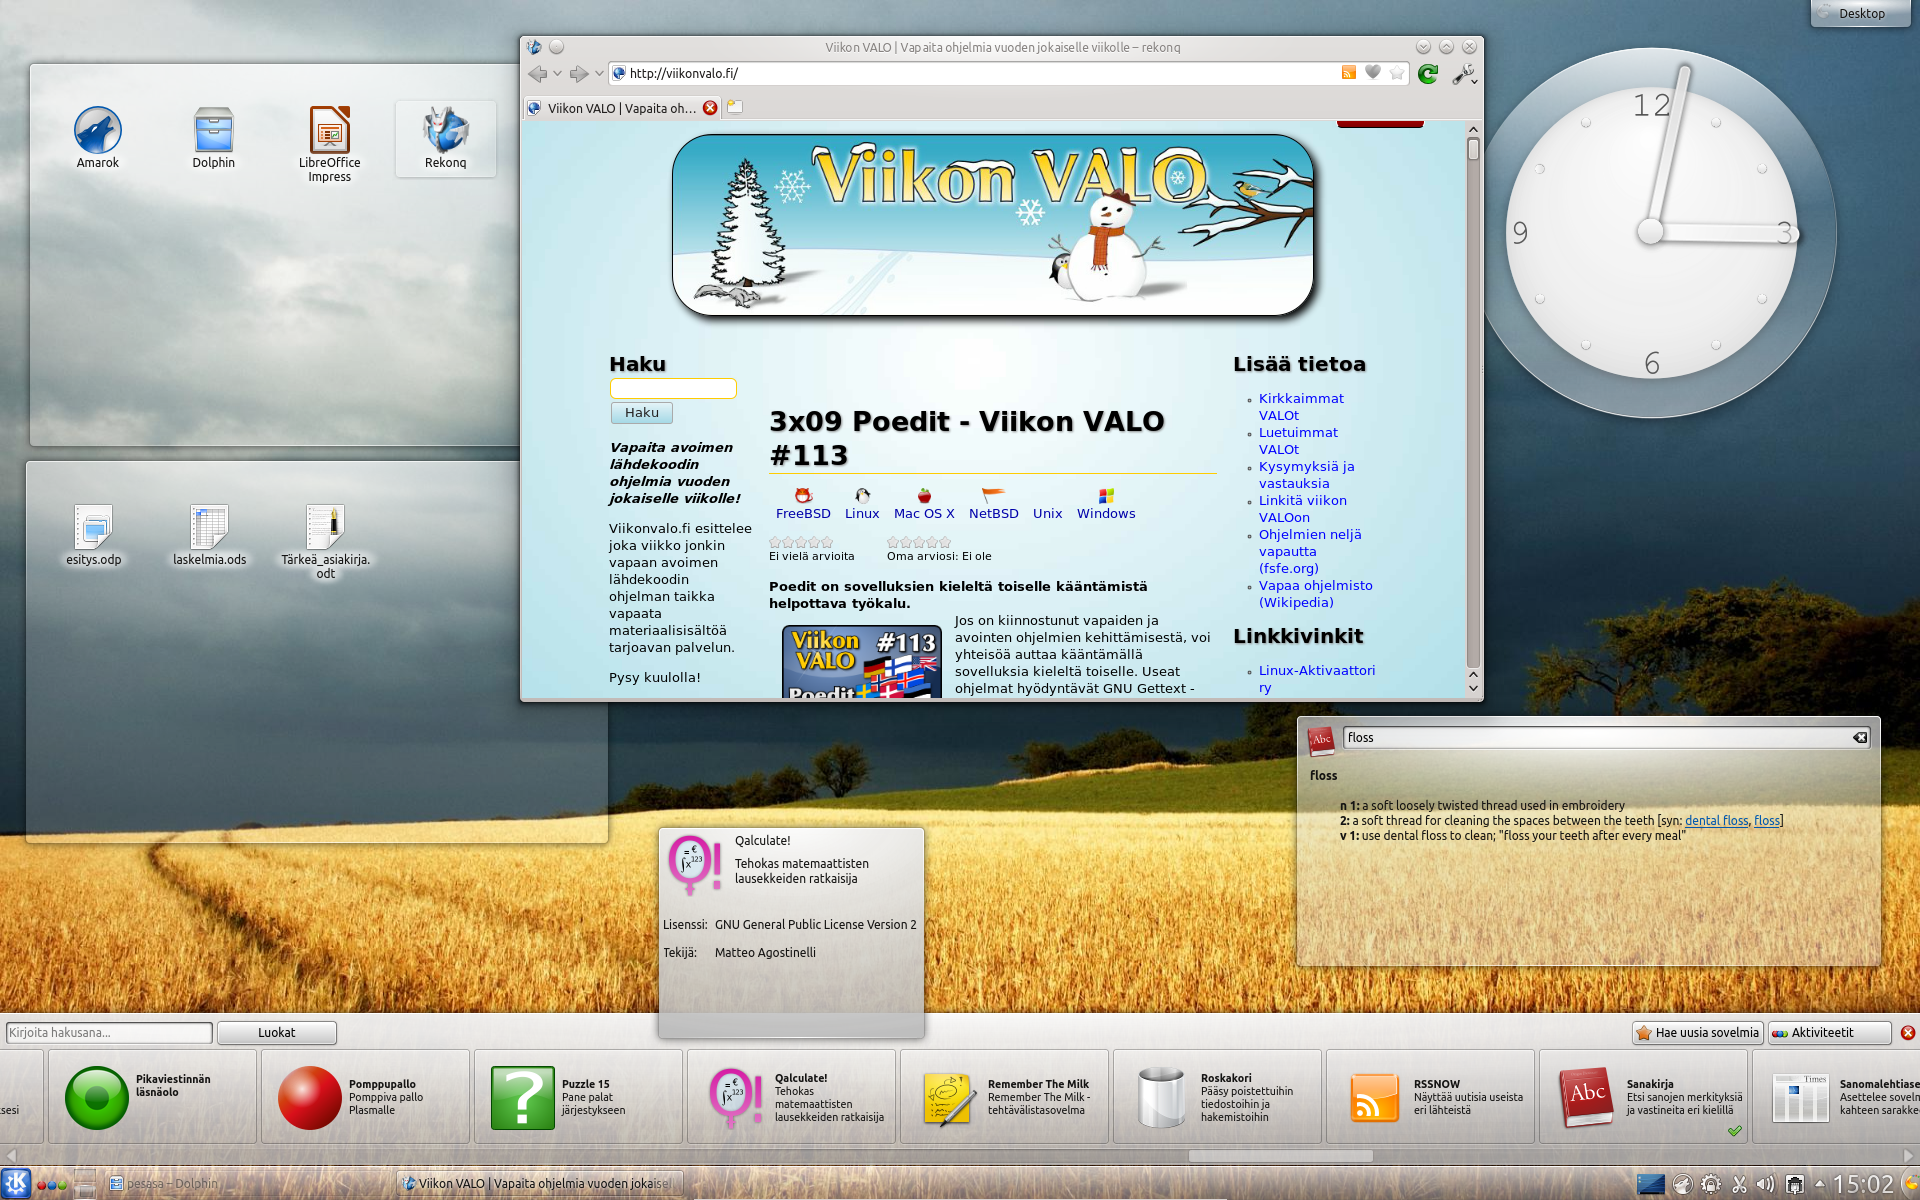 Desktop
Amarok
Dolphin
LibreOffice
Impress
Rekonq
esitys.odp
laskelmia.ods
Tärkeä_asiakirja.
odt
Viikon VALO | Vapaita ohjelmia vuoden jokaiselle viikolle – rekonq
http://viikonvalo.fi/
Viikon VALO | Vapaita oh...
Viikon VALO
Haku
Haku
Vapaita avoimen
lähdekoodin
ohjelmia vuoden
jokaiselle viikolle!
Viikonvalo.fi esittelee
joka viikko jonkin
vapaan avoimen
lähdekoodin
ohjelman taikka
vapaata
materiaalisisältöä
tarjoavan palvelun.
Pysy kuulolla!
3x09 Poedit - Viikon VALO
#113
FreeBSD Linux Mac OS X NetBSD Unix Windows
Ei vielä arvioita Oma arviosi: Ei ole
Poedit on sovelluksien kieleltä toiselle kääntämistä
helpottava työkalu.
Viikon #113
VALO
Poedit
Jos on kiinnostunut vapaiden ja
avointen ohjelmien kehittämisestä, voi
yhteisöä auttaa kääntämällä
sovelluksia kieleltä toiselle. Useat
ohjelmat hyödyntävät GNU Gettext -
Lisää tietoa
Kirkkaimmat
VALOt
Luetuimmat
VALOt
Kysymyksiä ja
vastauksia
Linkitä viikon
VALOon
Ohjelmien neljä
vapautta
(fsfe.org)
Vapaa ohjelmisto
(Wikipedia)
Linkkivinkit
Linux-Aktivaattori
ry
12
3
6
9
Abc
floss
floss
n 1: a soft loosely twisted thread used in embroidery
2: a soft thread for cleaning the spaces between the teeth [syn: dental floss, floss]
v 1: use dental floss to clean; "floss your teeth after every meal"
Qalculate!
Tehokas matemaattisten
lausekkeiden ratkaisija
Lisenssi: GNU General Public License Version 2
Tekijä: Matteo Agostinelli
Kirjoita hakusana...
Luokat
Hae uusia sovelmia
Aktiviteetit
sesi
Pikaviestinnän
läsnäolo
Pomppupallo
Pomppiva pallo
Plasmalle
Puzzle 15
Pane palat
järjestykseen
Qalculate!
Tehokas
matemaattisten
lausekkeiden ratkaisija
Remember The Milk
Remember The Milk -
tehtävälistasovelma
Roskakori
Pääsy poistettuihin
tiedostoihin ja
hakemistoihin
RSSNOW
Näyttää uutisia useista
eri lähteistä
Abc
Sanakirja
Etsi sanojen merkityksiä
ja vastineita eri kielillä
Times
Sanomalehtiase
Asettelee soveln
kahteen sarakke
pesasa – Dolphin
Viikon VALO | Vapaita ohjelmia vuoden jokaisel
15:02